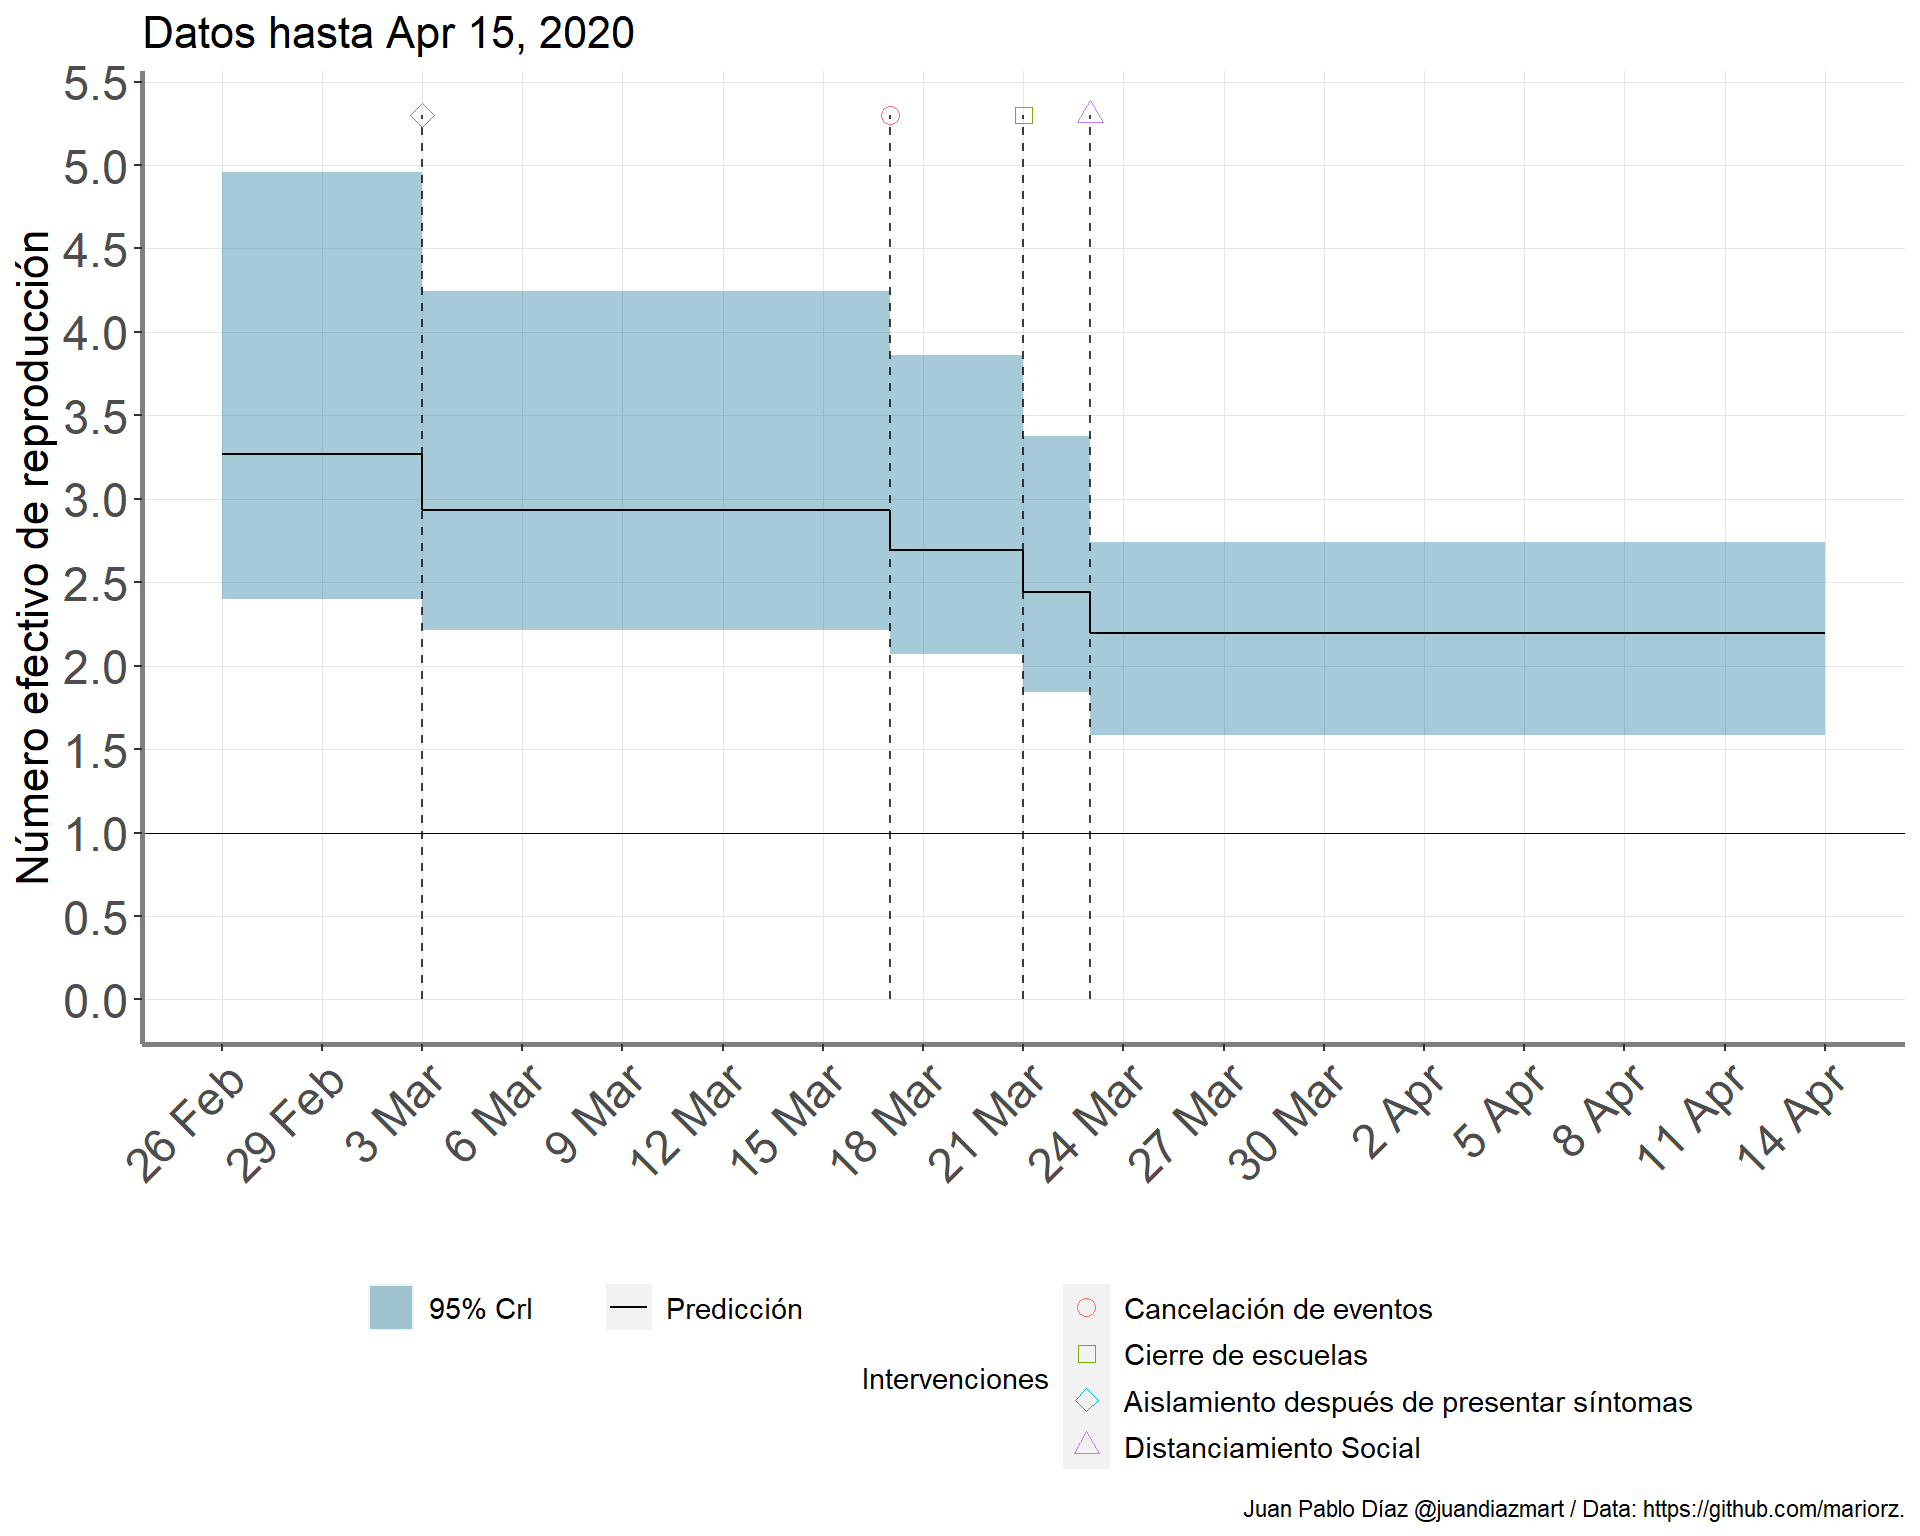 Datos hasta Apr 15, 2020
Número efectivo de reproducción
5.5
5.0
4.5
4.0
3.5
3.0
2.5
2.0
1.5
1.0
0.5
0.0
26 Feb
29 Feb
3 Mar
6 Mar
9 Mar
12 Mar
15 Mar
18 Mar
21 Mar
24 Mar
27 Mar
30 Mar
2 Apr
5 Apr
8 Apr
11 Apr
14 Apr
95% CrI
Predicción
Intervenciones
Cancelación de eventos
Cierre de escuelas
Aislamiento después de presentar síntomas
Distanciamiento Social
Juan Pablo Díaz @juandiazmart / Data: https://github.com/mariorz.